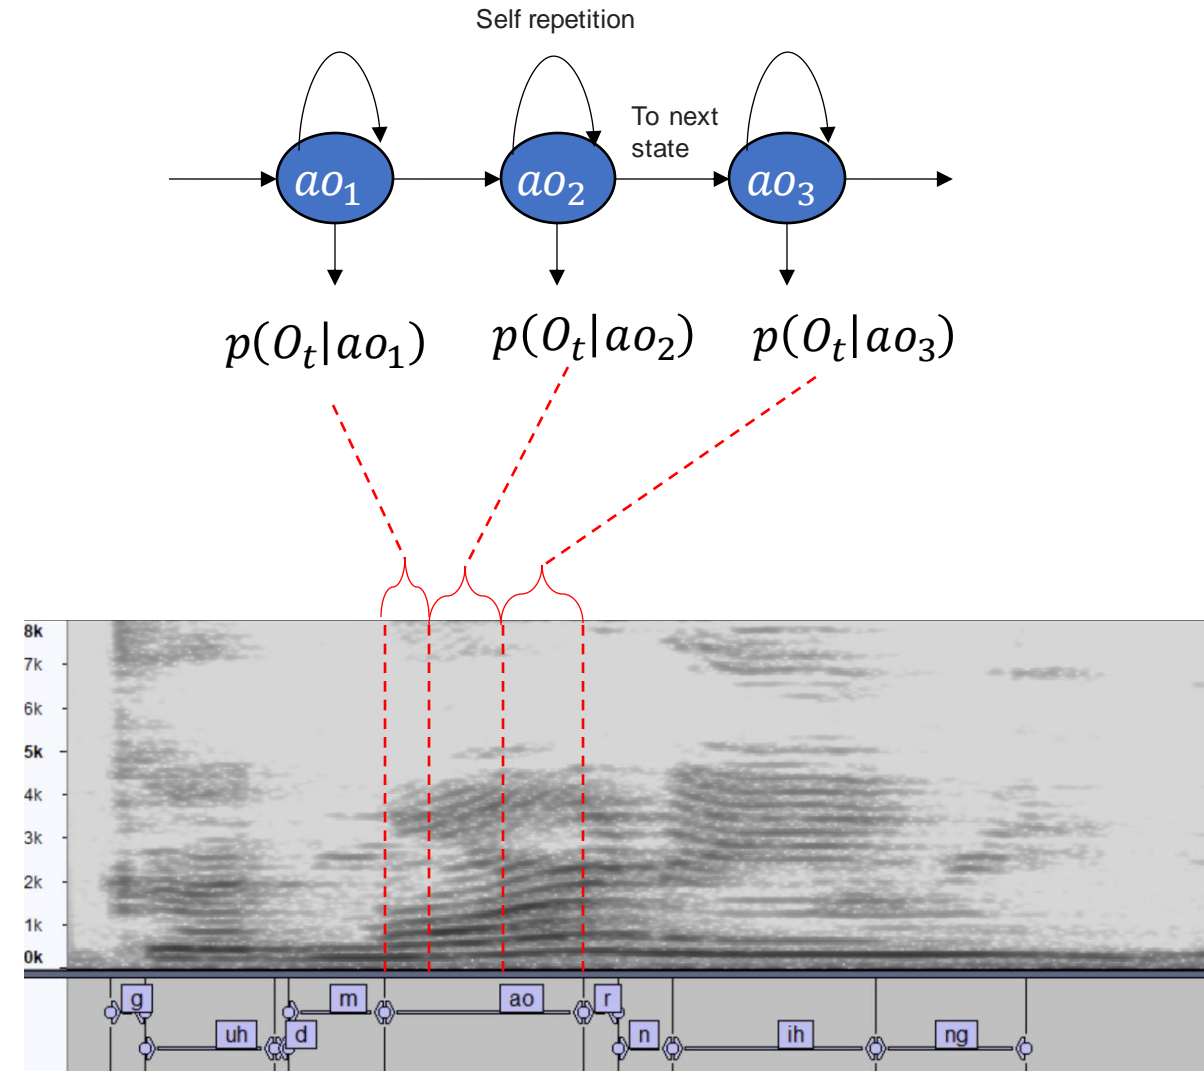 Self repetition
To next
state
ao₁
ao₂
ao₃
p(Oₜ|ao₁)
p(Oₜ|ao₂)
p(Oₜ|ao₃)
8k
7k
6k
5k
4k
3k
2k
1k
0k
g
m
ao
r
uh
d
n
ih
ng